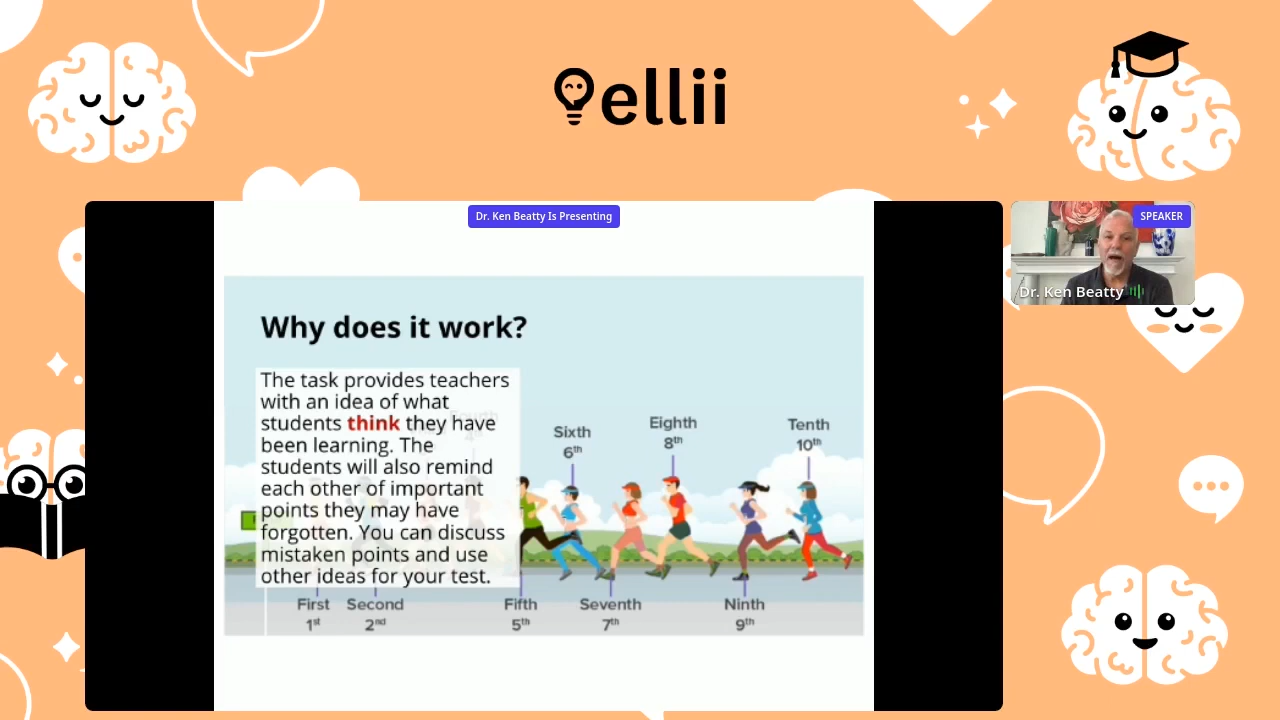 ellii
Dr. Ken Beatty Is Presenting
SPEAKER
Dr. Ken Beatty
Why does it work?
The task provides teachers
with an idea of what
students think they have
been learning. The
students will also remind
each other of important
points they may have
forgotten. You can discuss
mistaken points and use
other ideas for your test.
Fourth
4th
Sixth
6th
Eighth
8th
Tenth
10th
First
1st
Second
2nd
Fifth
5th
Seventh
7th
Ninth
9th